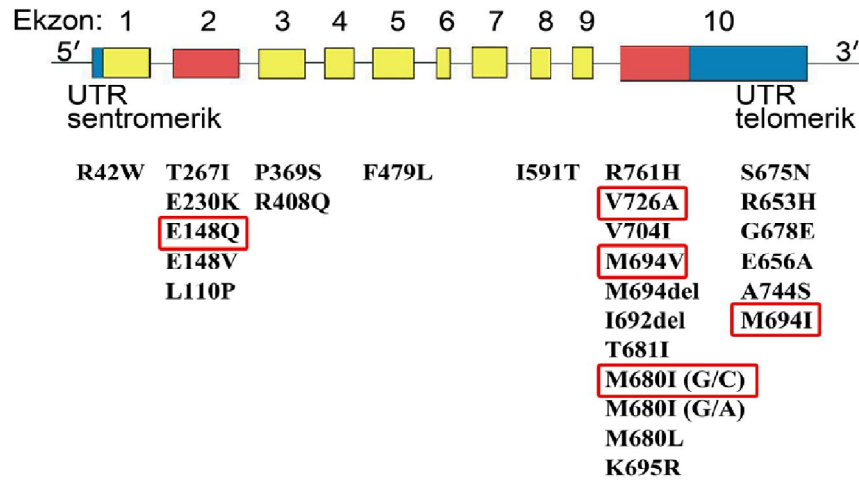 Ekzon: 1 2 3 4 5 6 7 8 9 10
5' 3'
UTR sentromerik
UTR telomerik
R42W T267I P369S F479L I591T R761H S675N
E230K R408Q V726A R653H
E148Q V704I G678E
E148V M694V E656A
L110P M694del A744S
I692del M694I
T681I
M680I (G/C)
M680I (G/A)
M680L
K695R